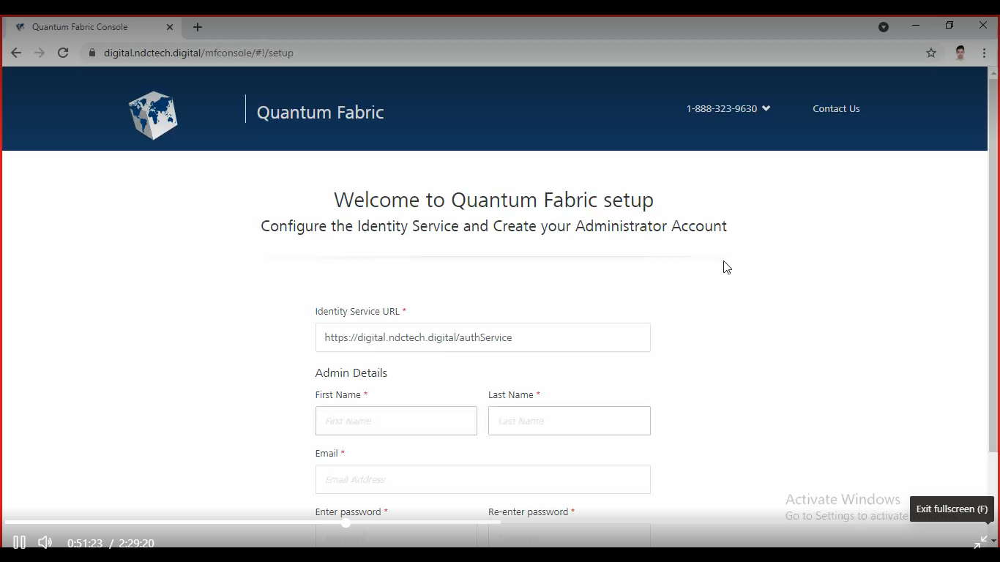 Quantum Fabric Console
digital.ndctech.digital/mfconsole/#!/setup
Quantum Fabric
1-888-323-9630
Contact Us
Welcome to Quantum Fabric setup
Configure the Identity Service and Create your Administrator Account
Identity Service URL *
https://digital.ndctech.digital/authService
Admin Details
First Name * Last Name *
First Name Last Name
Email *
Email Address
Enter password * Re-enter password *
Activate Windows
Go to Settings to activate
Exit fullscreen (F)
0:51:23 / 2:29:20